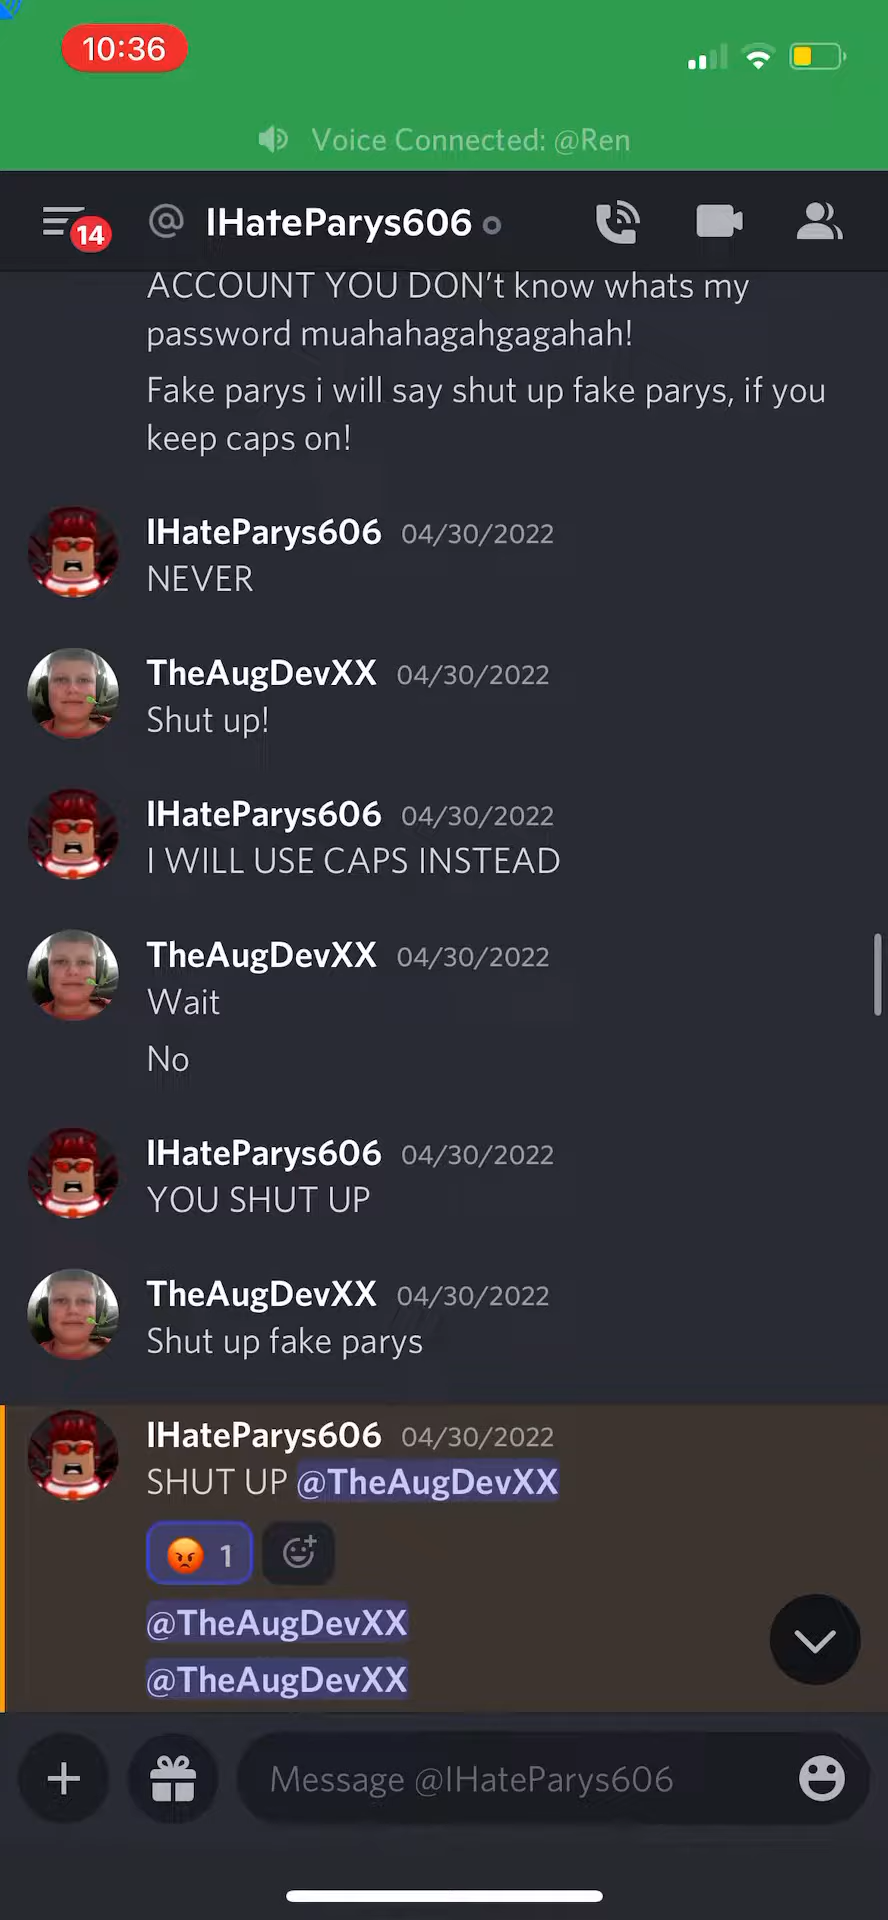 10:36
Voice Connected: @Ren
14
@ IHateParys606
ACCOUNT YOU DON’t know whats my
password muahahagahgagahah!
Fake parys i will say shut up fake parys, if you
keep caps on!
IHateParys606 04/30/2022
NEVER
TheAugDevXX 04/30/2022
Shut up!
IHateParys606 04/30/2022
I WILL USE CAPS INSTEAD
TheAugDevXX 04/30/2022
Wait
No
IHateParys606 04/30/2022
YOU SHUT UP
TheAugDevXX 04/30/2022
Shut up fake parys
IHateParys606 04/30/2022
SHUT UP @TheAugDevXX
😡 1
@TheAugDevXX
@TheAugDevXX
Message @IHateParys606